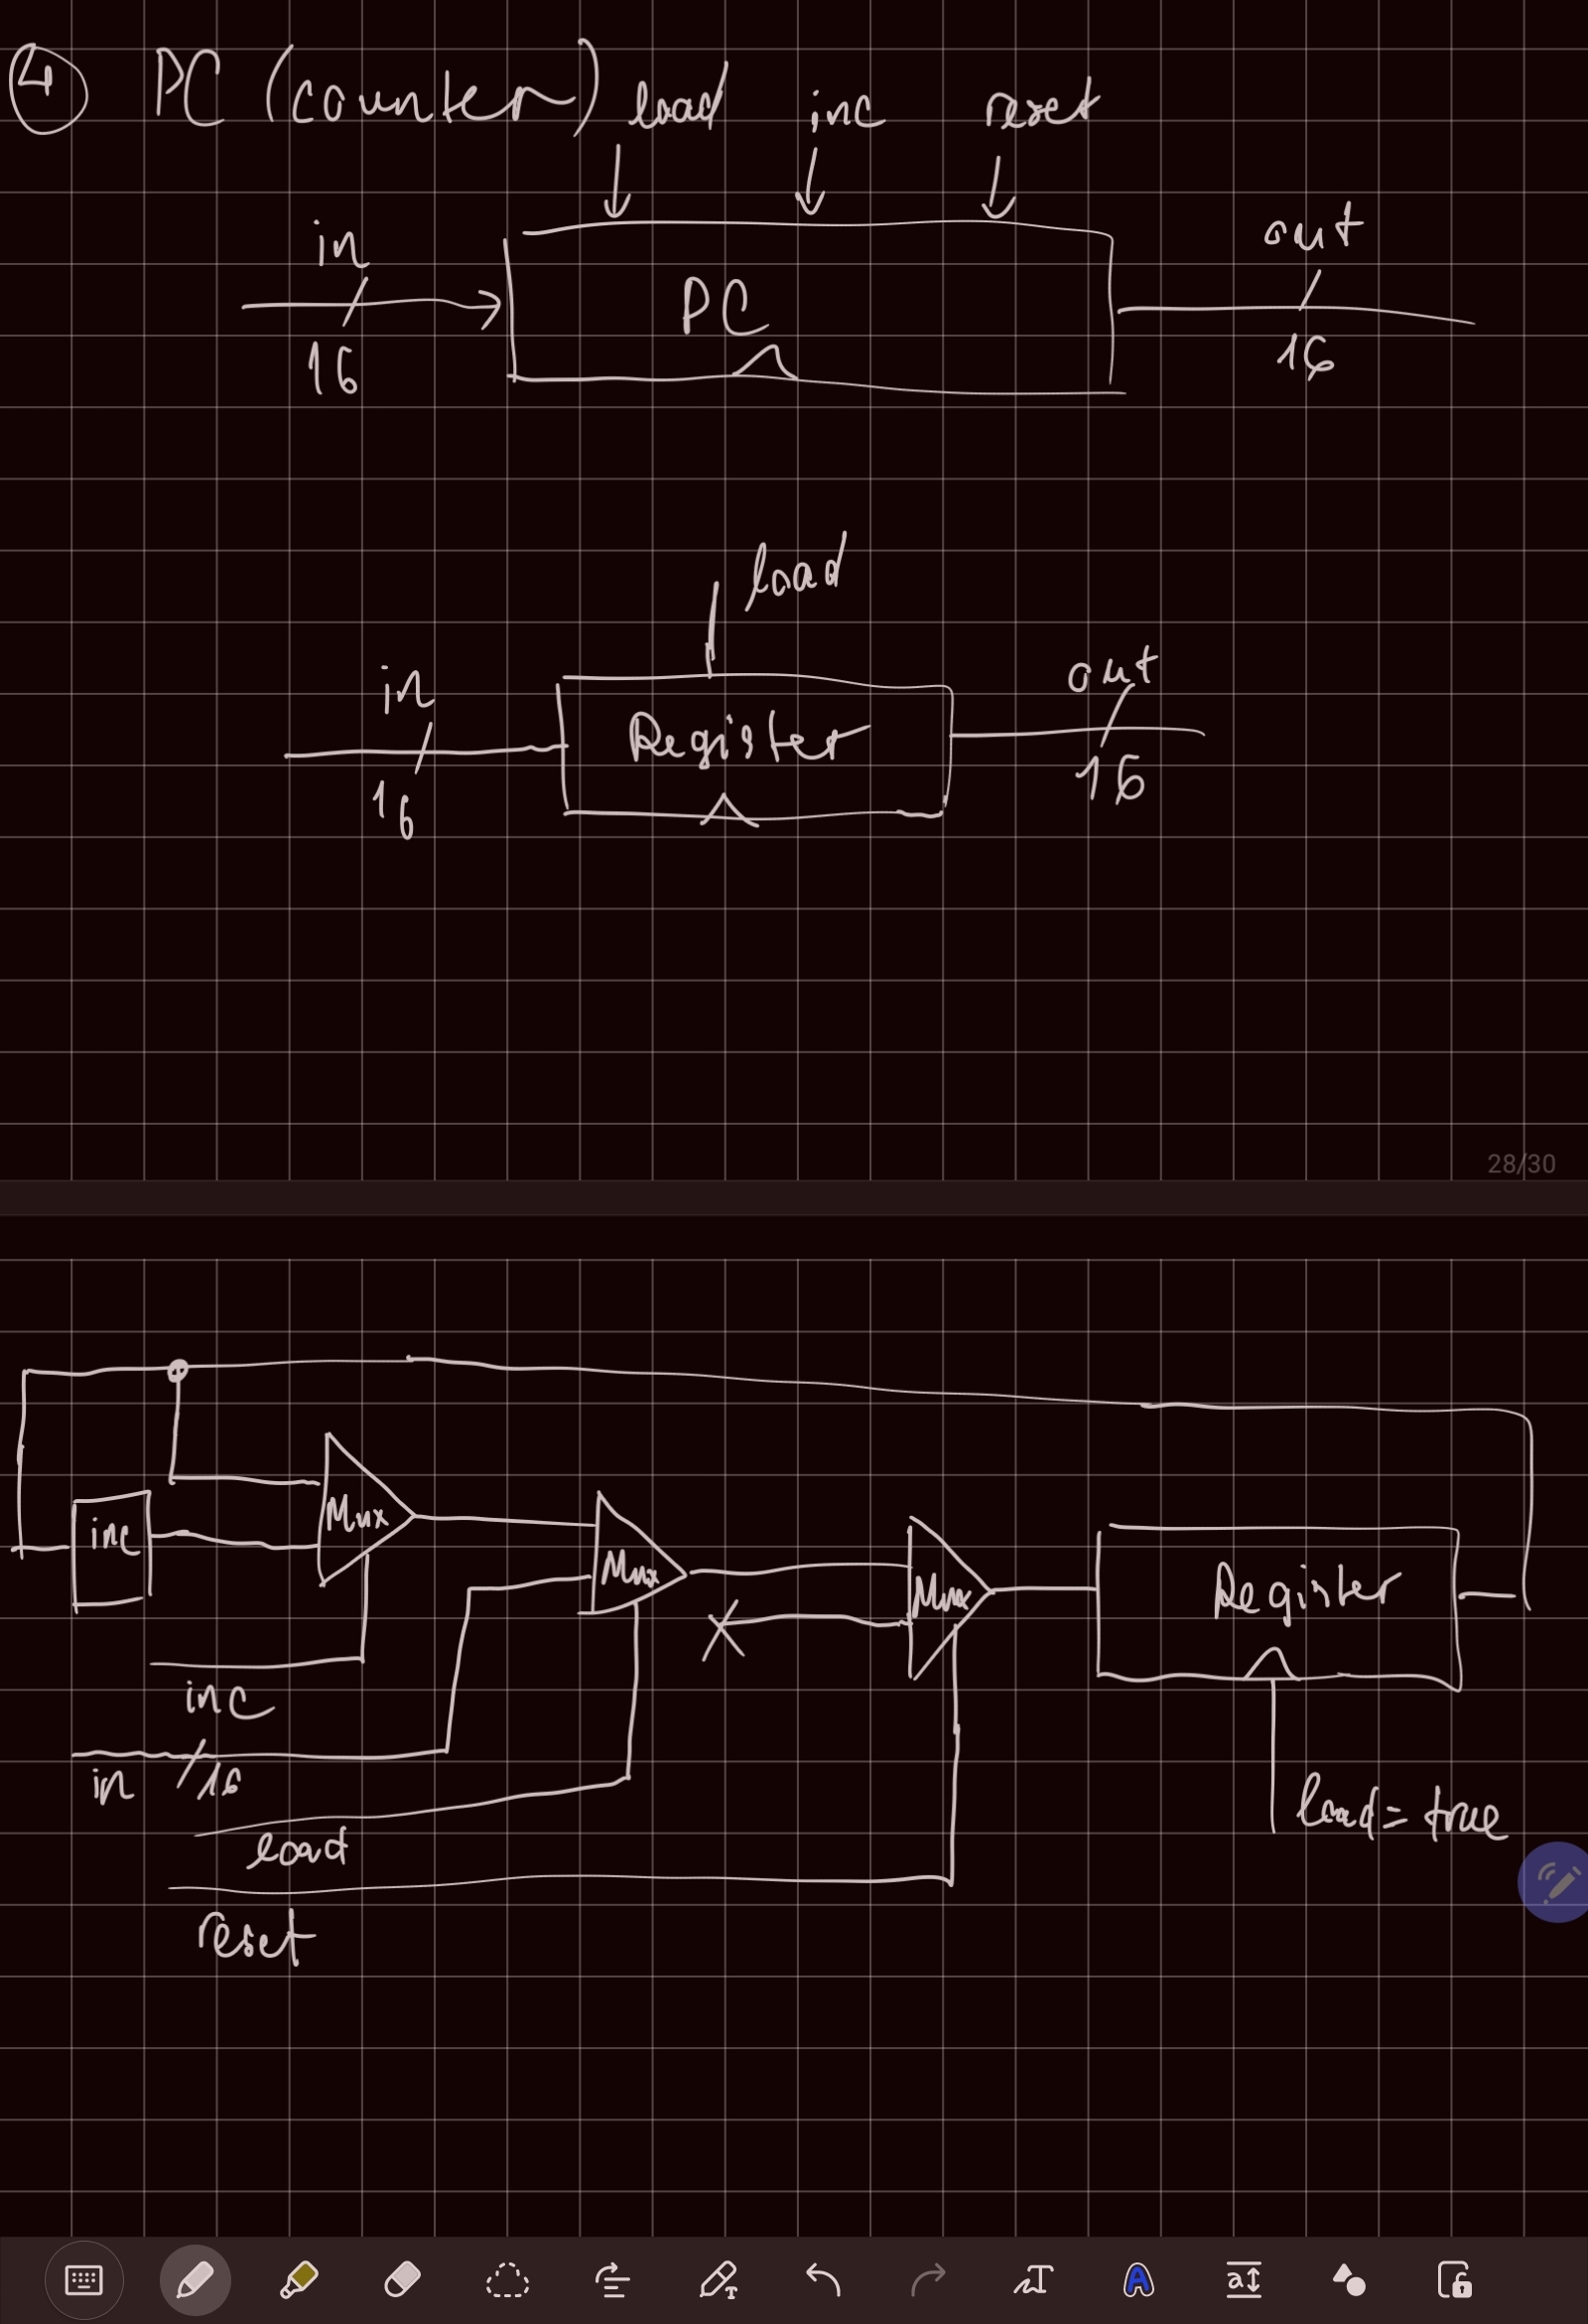 4 PC (counter) load inc reset
in out
PC
16 16
load
in out
Register
16 16
28/30
Mux
inc Mux Mux Register
inc
in 16
load = true
load
reset